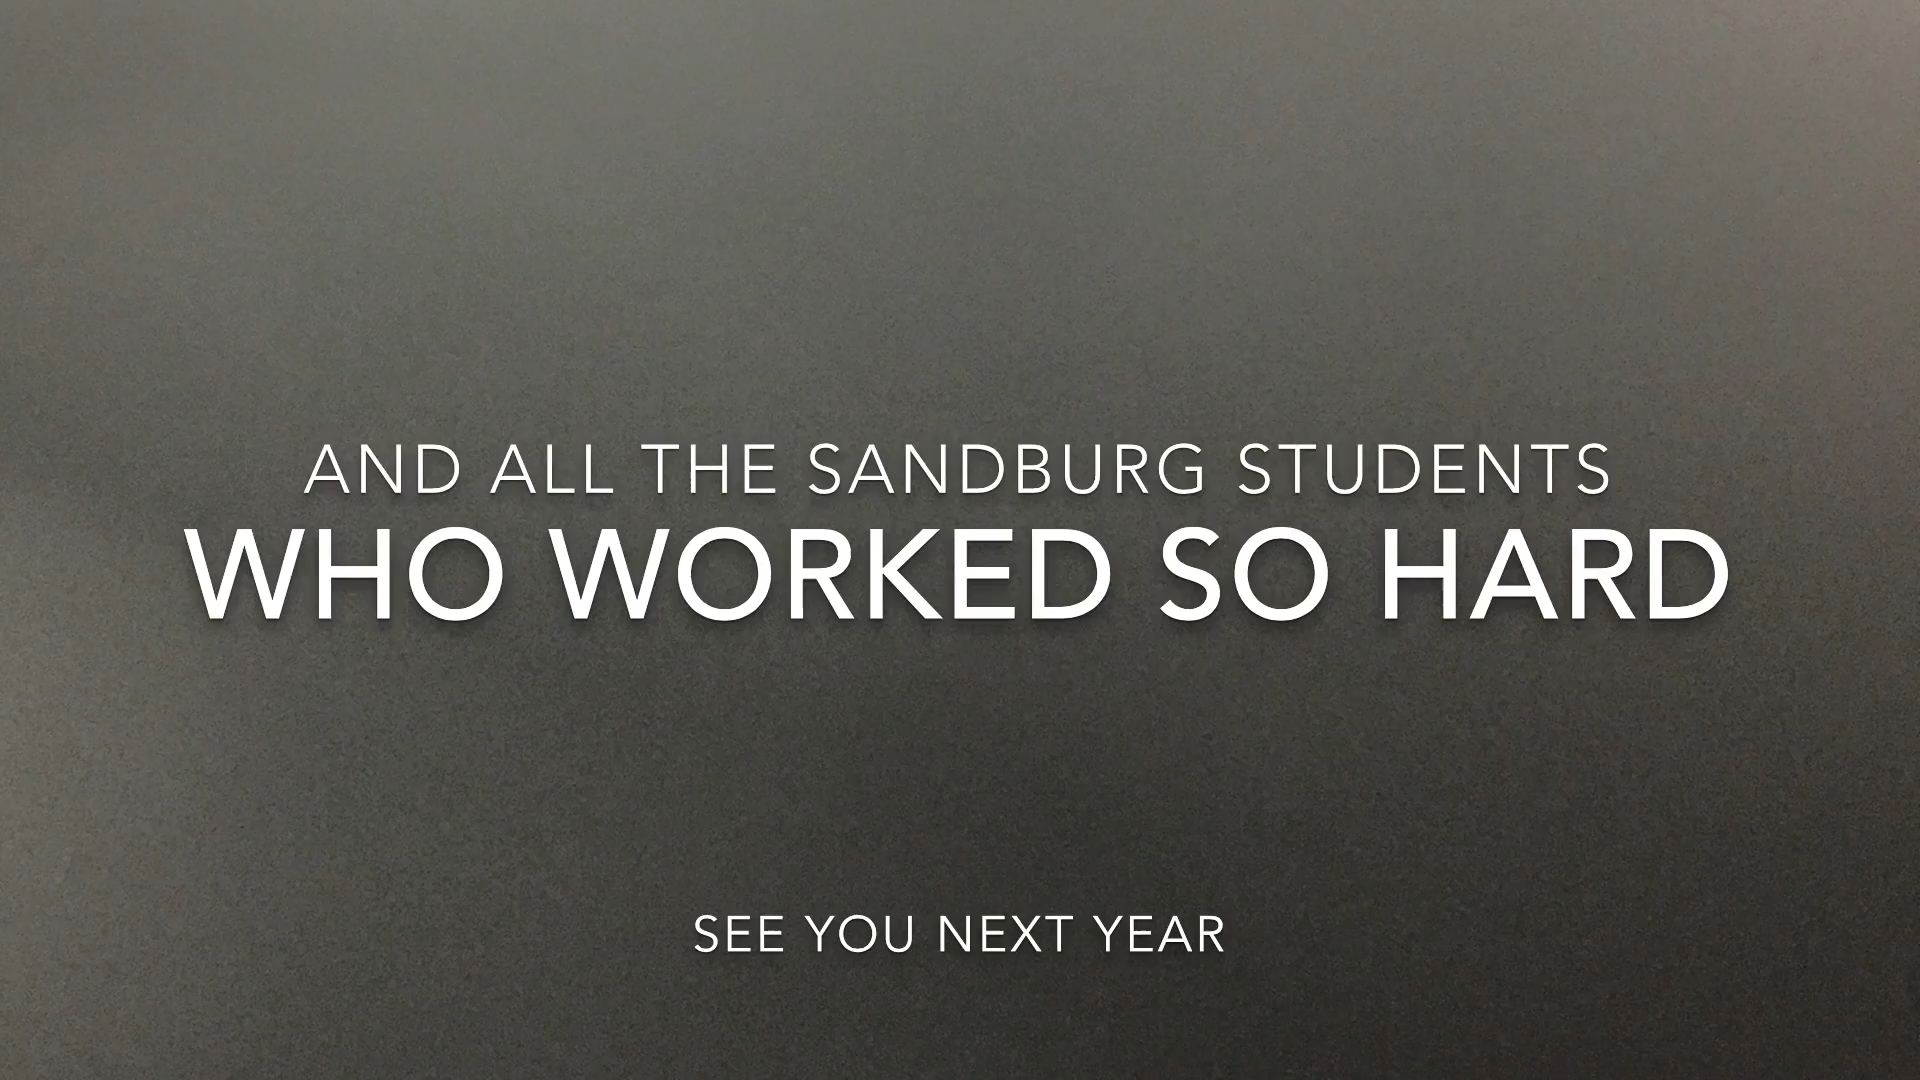 AND ALL THE SANDBURG STUDENTS
WHO WORKED SO HARD
SEE YOU NEXT YEAR